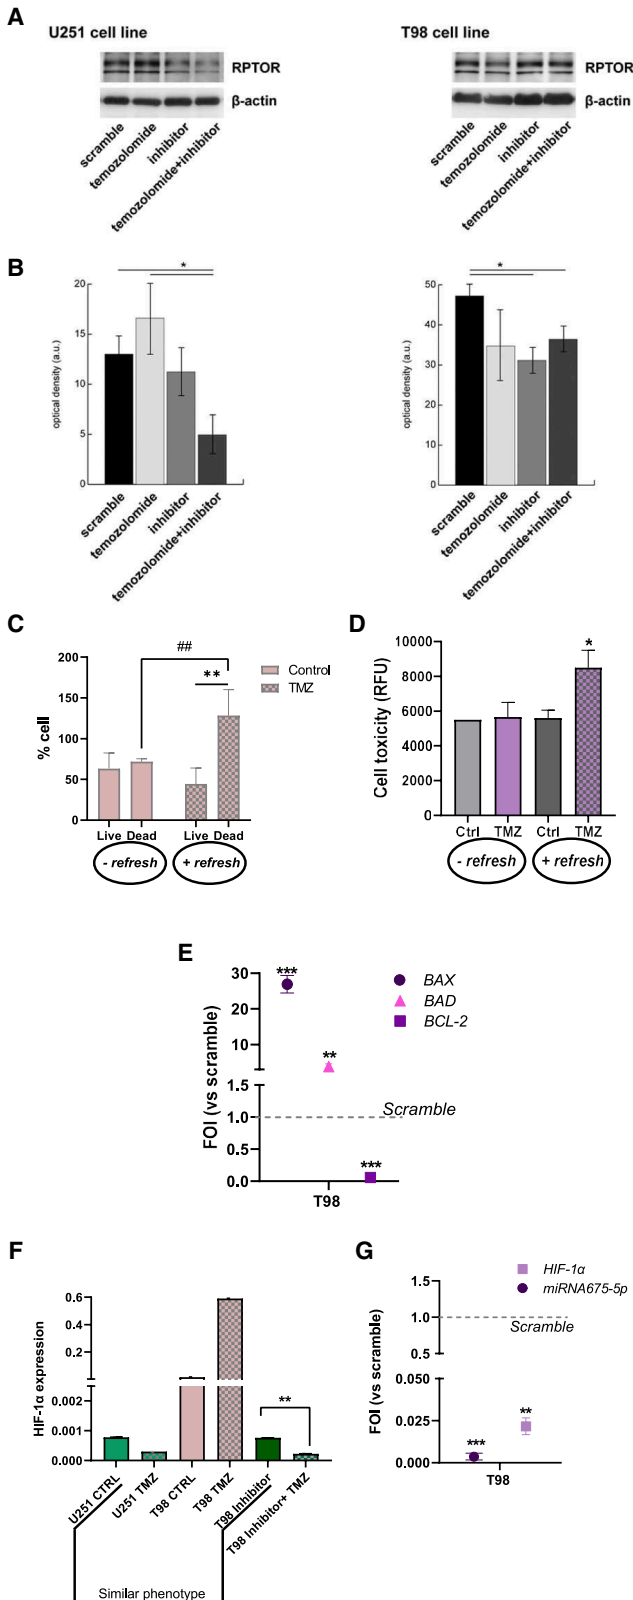 A
U251 cell line
T98 cell line
RPTOR
β-actin
scramble
temozolomide
inhibitor
temozolomide+inhibitor
RPTOR
β-actin
scramble
temozolomide
inhibitor
temozolomide+inhibitor
B
optical density (a.u.)
20
15
10
5
0
*
scramble
temozolomide
inhibitor
temozolomide+inhibitor
optical density (a.u.)
50
40
30
20
10
0
*
scramble
temozolomide
inhibitor
temozolomide+inhibitor
C
% cell
200
150
100
50
0
##
**
Control
TMZ
Live Dead
Live Dead
- refresh
+ refresh
D
Cell toxicity (RFU)
10000
8000
6000
4000
2000
0
*
Ctrl TMZ Ctrl TMZ
- refresh
+ refresh
E
FOI (vs scramble)
30
20
10
1.5
1.0
0.5
0.0
***
**
***
Scramble
T98
BAX
BAD
BCL-2
F
HIF-1α expression
0.6
0.4
0.2
0.002
0.001
0.000
**
U251 CTRL
U251 TMZ
T98 CTRL
T98 TMZ
T98 Inhibitor
T98 Inhibitor+ TMZ
Similar phenotype
G
HIF-1α
miRNA675-5p
FOI (vs scramble)
1.5
1.0
0.5
0.050
0.025
0.000
Scramble
***
**
T98